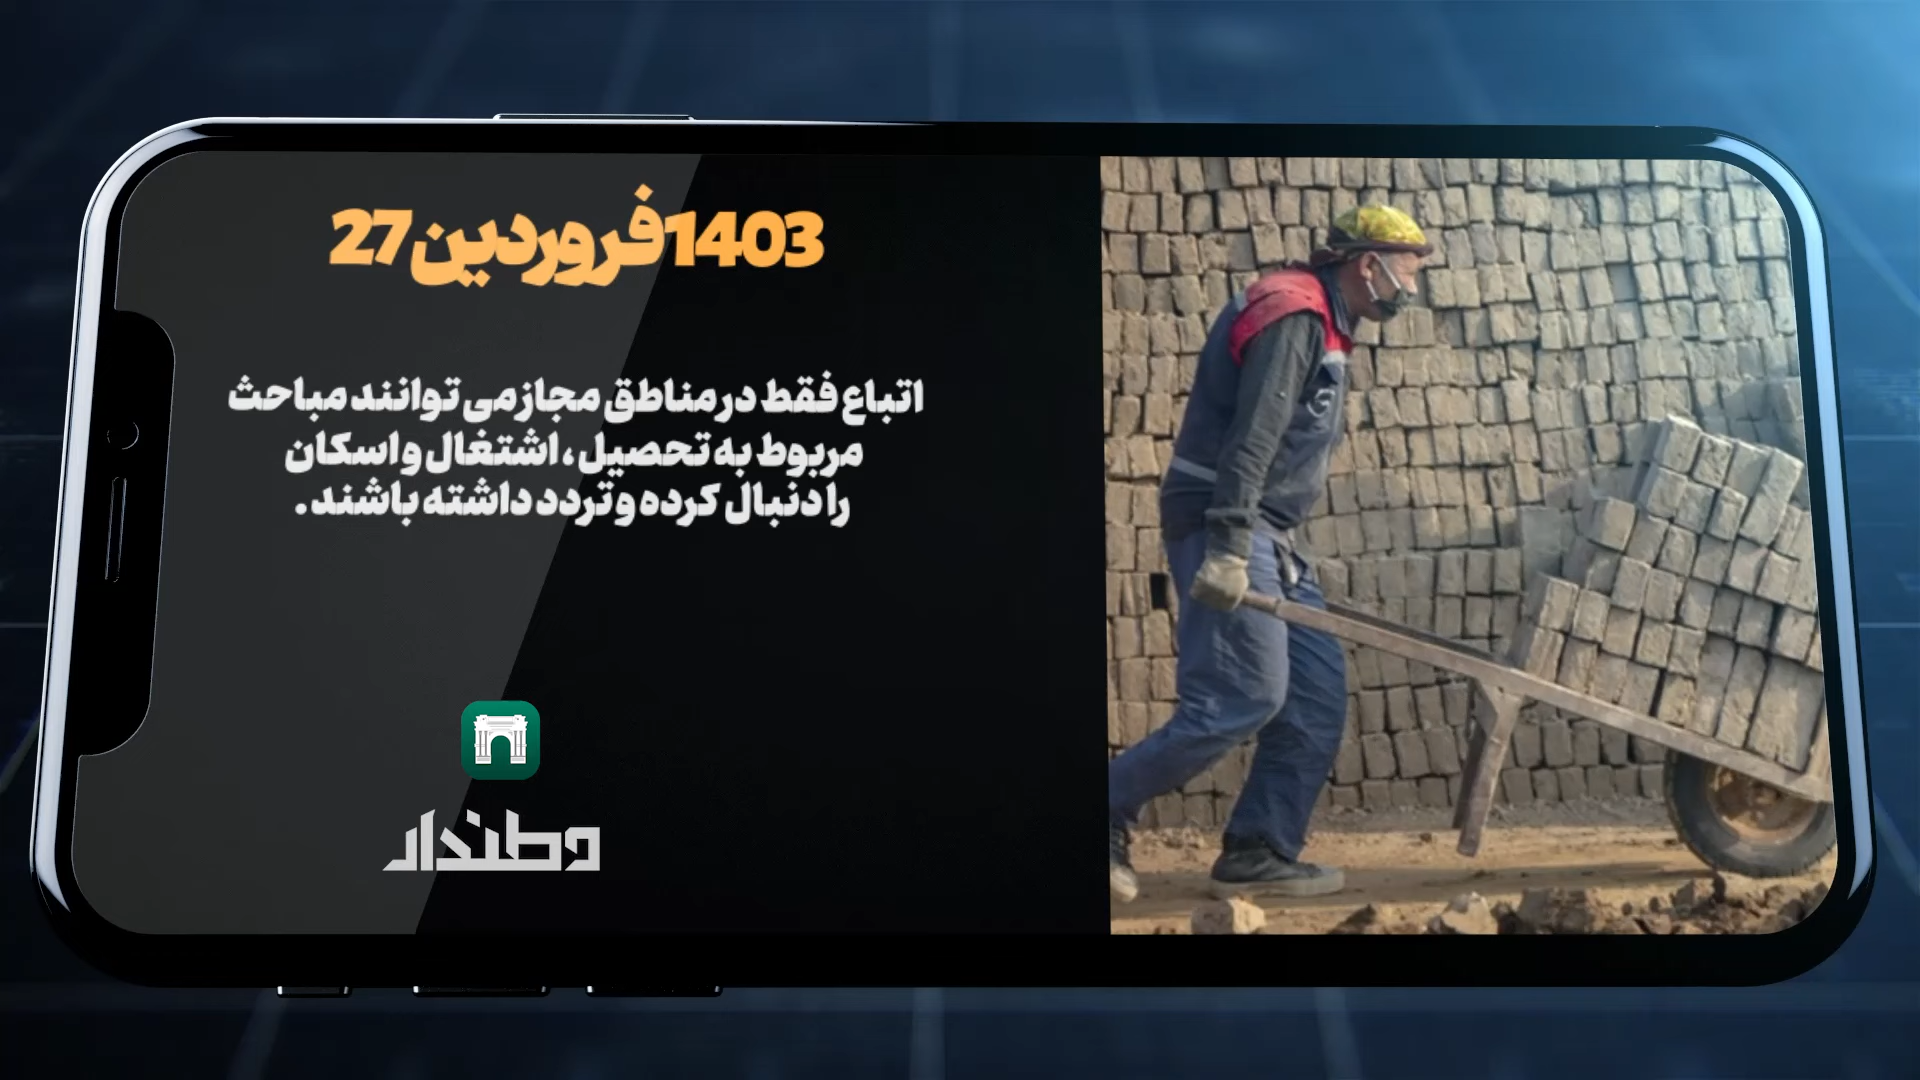 27 فروردین 1403
اتباع فقط در مناطق مجاز می توانند مباحث
مربوط به تحصیل، اشتغال و اسکان
را دنبال کرده و تردد داشته باشند.
وطندار